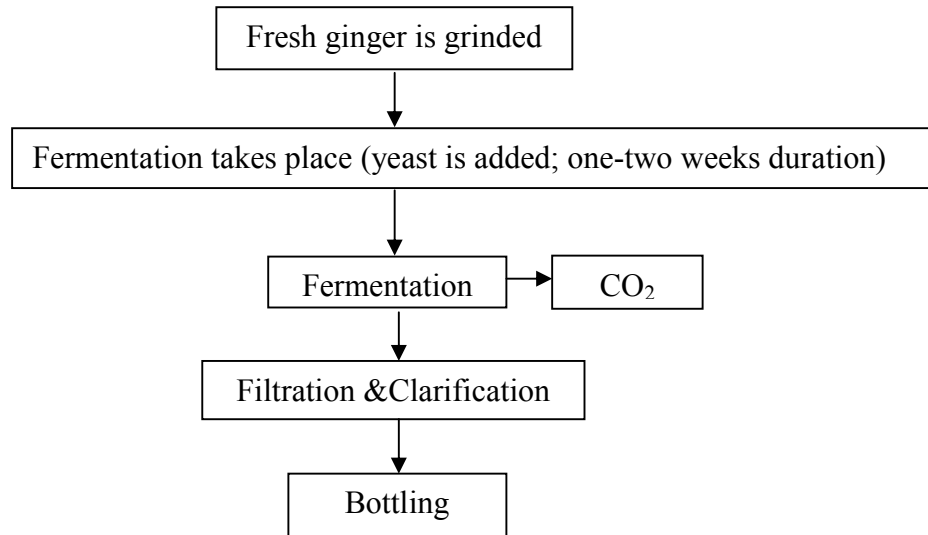 Fresh ginger is grinded
Fermentation takes place (yeast is added; one-two weeks duration)
Fermentation
CO₂
Filtration &Clarification
Bottling